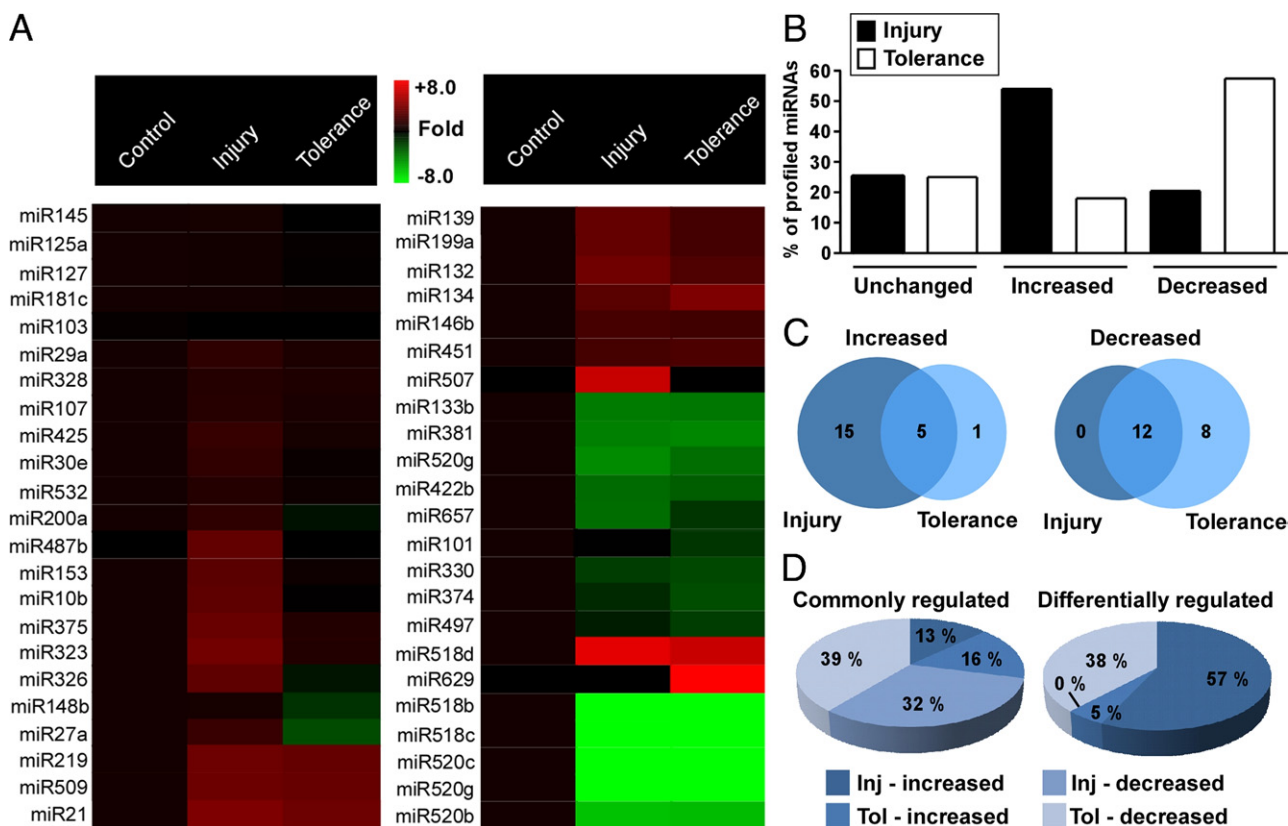 A
Control
Injury
Tolerance
+8.0
Fold
-8.0
Control
Injury
Tolerance
miR145
miR125a
miR127
miR181c
miR103
miR29a
miR328
miR107
miR425
miR30e
miR532
miR200a
miR487b
miR153
miR10b
miR375
miR323
miR326
miR148b
miR27a
miR219
miR509
miR21
miR139
miR199a
miR132
miR134
miR146b
miR451
miR507
miR133b
miR381
miR520g
miR422b
miR657
miR101
miR330
miR374
miR497
miR518d
miR629
miR518b
miR518c
miR520c
miR520g
miR520b
B
Injury
Tolerance
% of profiled miRNAs
60
50
40
30
20
10
0
Unchanged
Increased
Decreased
C
Increased
15
5
1
Injury
Tolerance
Decreased
0
12
8
Injury
Tolerance
D
Commonly regulated
13 %
16 %
32 %
39 %
Differentially regulated
57 %
5 %
0 %
38 %
Inj - increased
Tol - increased
Inj - decreased
Tol - decreased